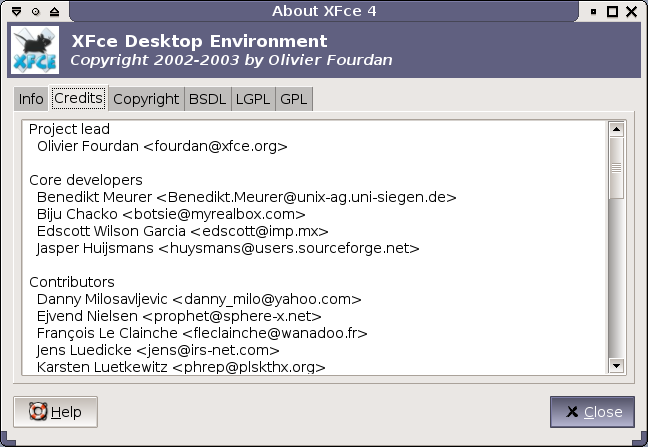 About XFce 4
XFCE
XFce Desktop Environment
Copyright 2002-2003 by Olivier Fourdan
Info Credits Copyright BSDL LGPL GPL
Project lead
Olivier Fourdan <fourdan@xfce.org>
Core developers
Benedikt Meurer <Benedikt.Meurer@unix-ag.uni-siegen.de>
Biju Chacko <botsie@myrealbox.com>
Edscott Wilson Garcia <edscott@imp.mx>
Jasper Huijsmans <huysmans@users.sourceforge.net>
Contributors
Danny Milosavljevic <danny_milo@yahoo.com>
Ejvend Nielsen <prophet@sphere-x.net>
François Le Clainche <fleclainche@wanadoo.fr>
Jens Luedicke <jens@irs-net.com>
Karsten Luetkewitz <phrep@plskthx.org>
Help Close